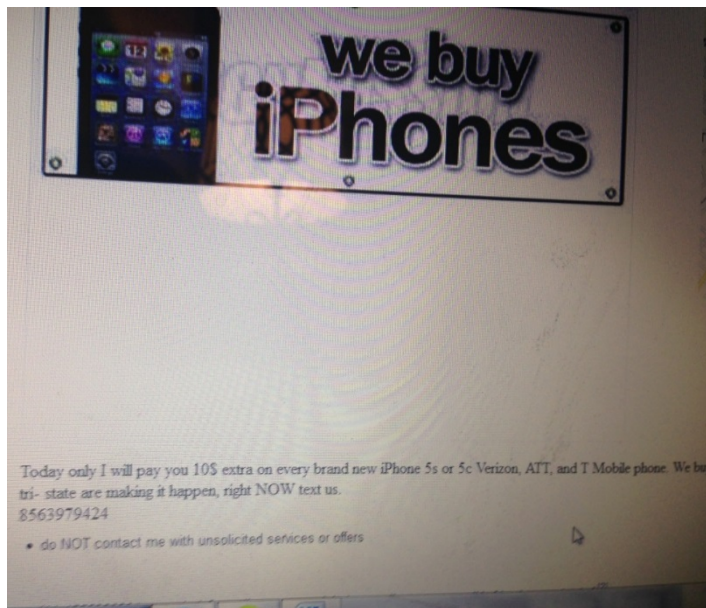 we buy
iPhones
Today only I will pay you 10$ extra on every brand new iPhone 5s or 5c Verizon, ATT, and T Mobile phone. We bu
tri- state are making it happen, right NOW text us.
8563979424
• do NOT contact me with unsolicited services or offers